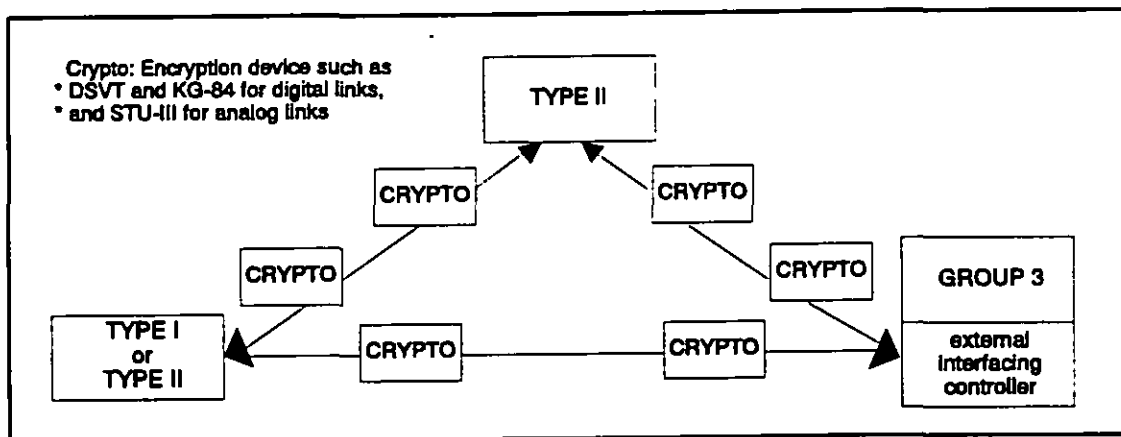 Crypto: Encryption device such as
* DSVT and KG-84 for digital links,
* and STU-III for analog links
TYPE II
CRYPTO
CRYPTO
CRYPTO
CRYPTO
GROUP 3
TYPE I
or
TYPE II
CRYPTO
CRYPTO
external
interfacing
controller